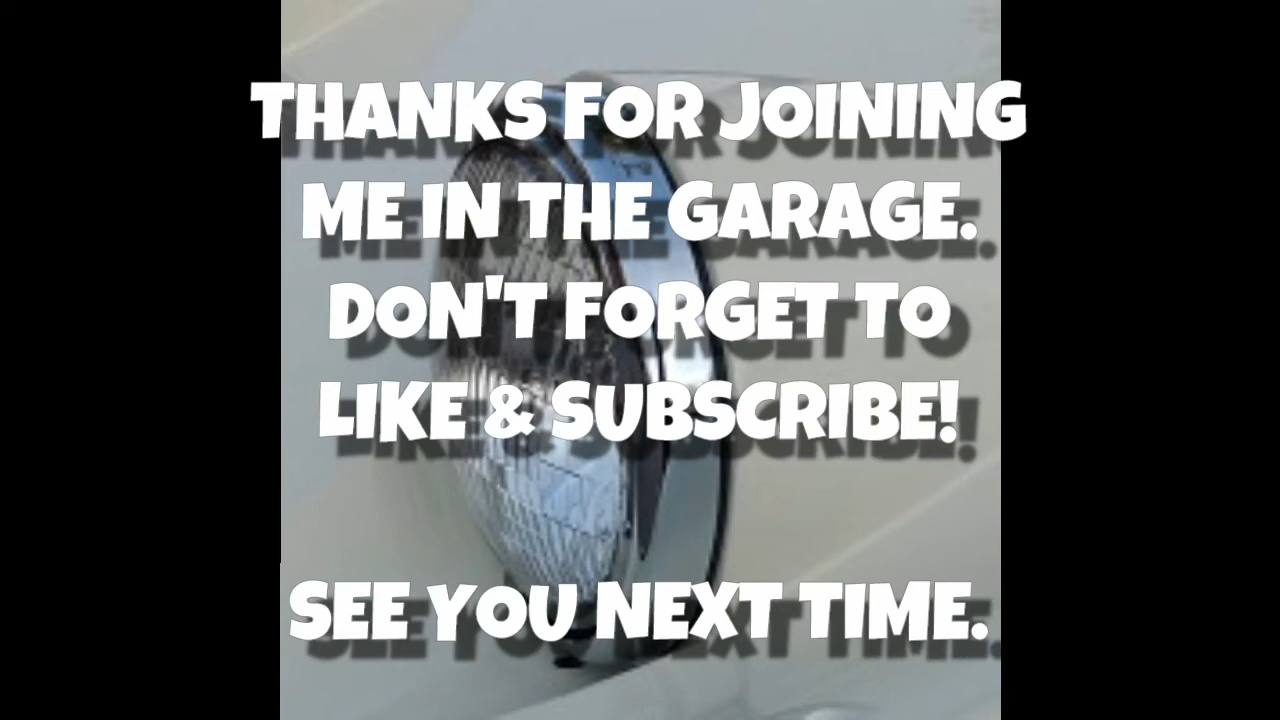 THANKS FOR JOINING
ME IN THE GARAGE.
DON'T FORGET TO
LIKE & SUBSCRIBE!
SEE YOU NEXT TIME.